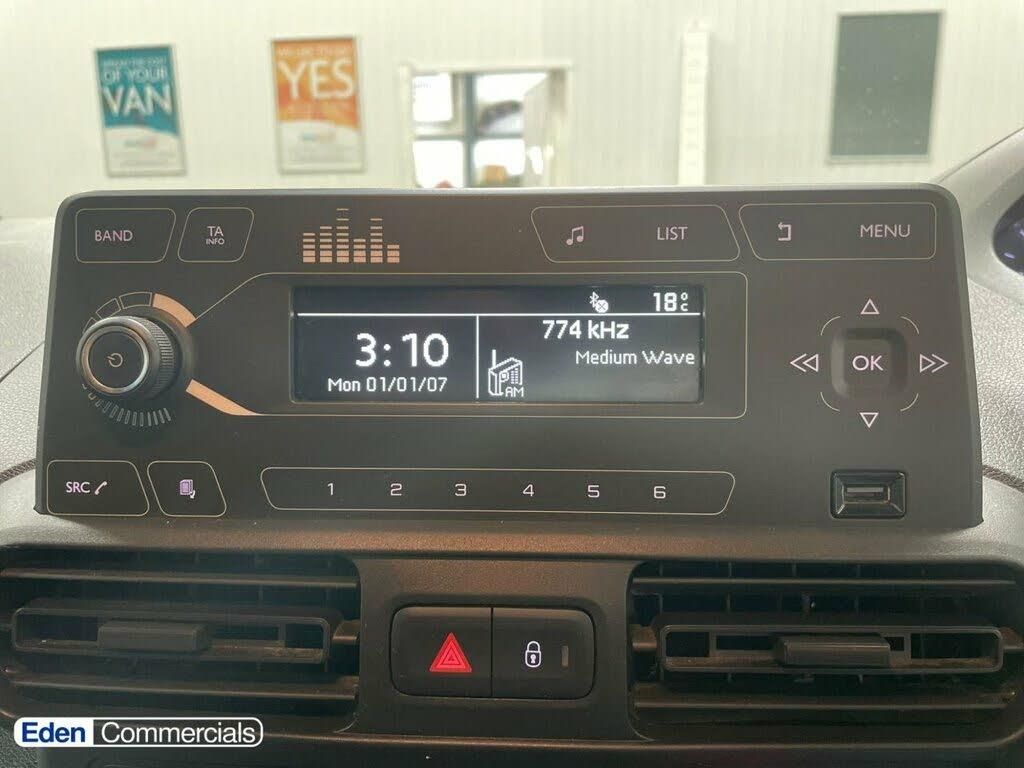 OF YOUR
VAN
YES
BAND
TA
INFO
LIST
MENU
18°C
774 kHz
3:10
Medium Wave
Mon 01/01/07
AM
OK
SRC
1 2 3 4 5 6
Eden Commercials